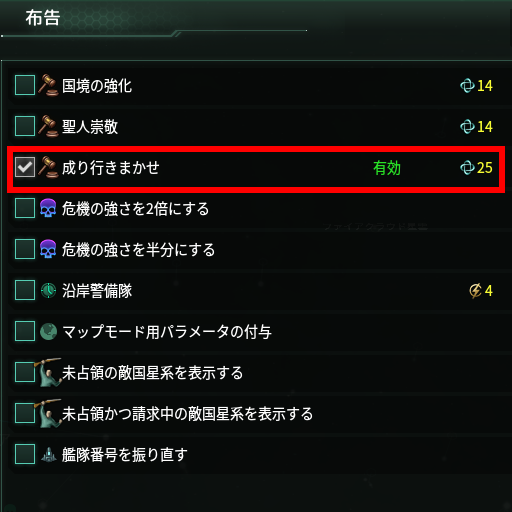 布告
国境の強化 14
聖人崇敬 14
成り行きまかせ 有効 25
危機の強さを2倍にする
危機の強さを半分にする
沿岸警備隊 4
マップモード用パラメータの付与
未占領の敵国星系を表示する
未占領かつ請求中の敵国星系を表示する
艦隊番号を振り直す